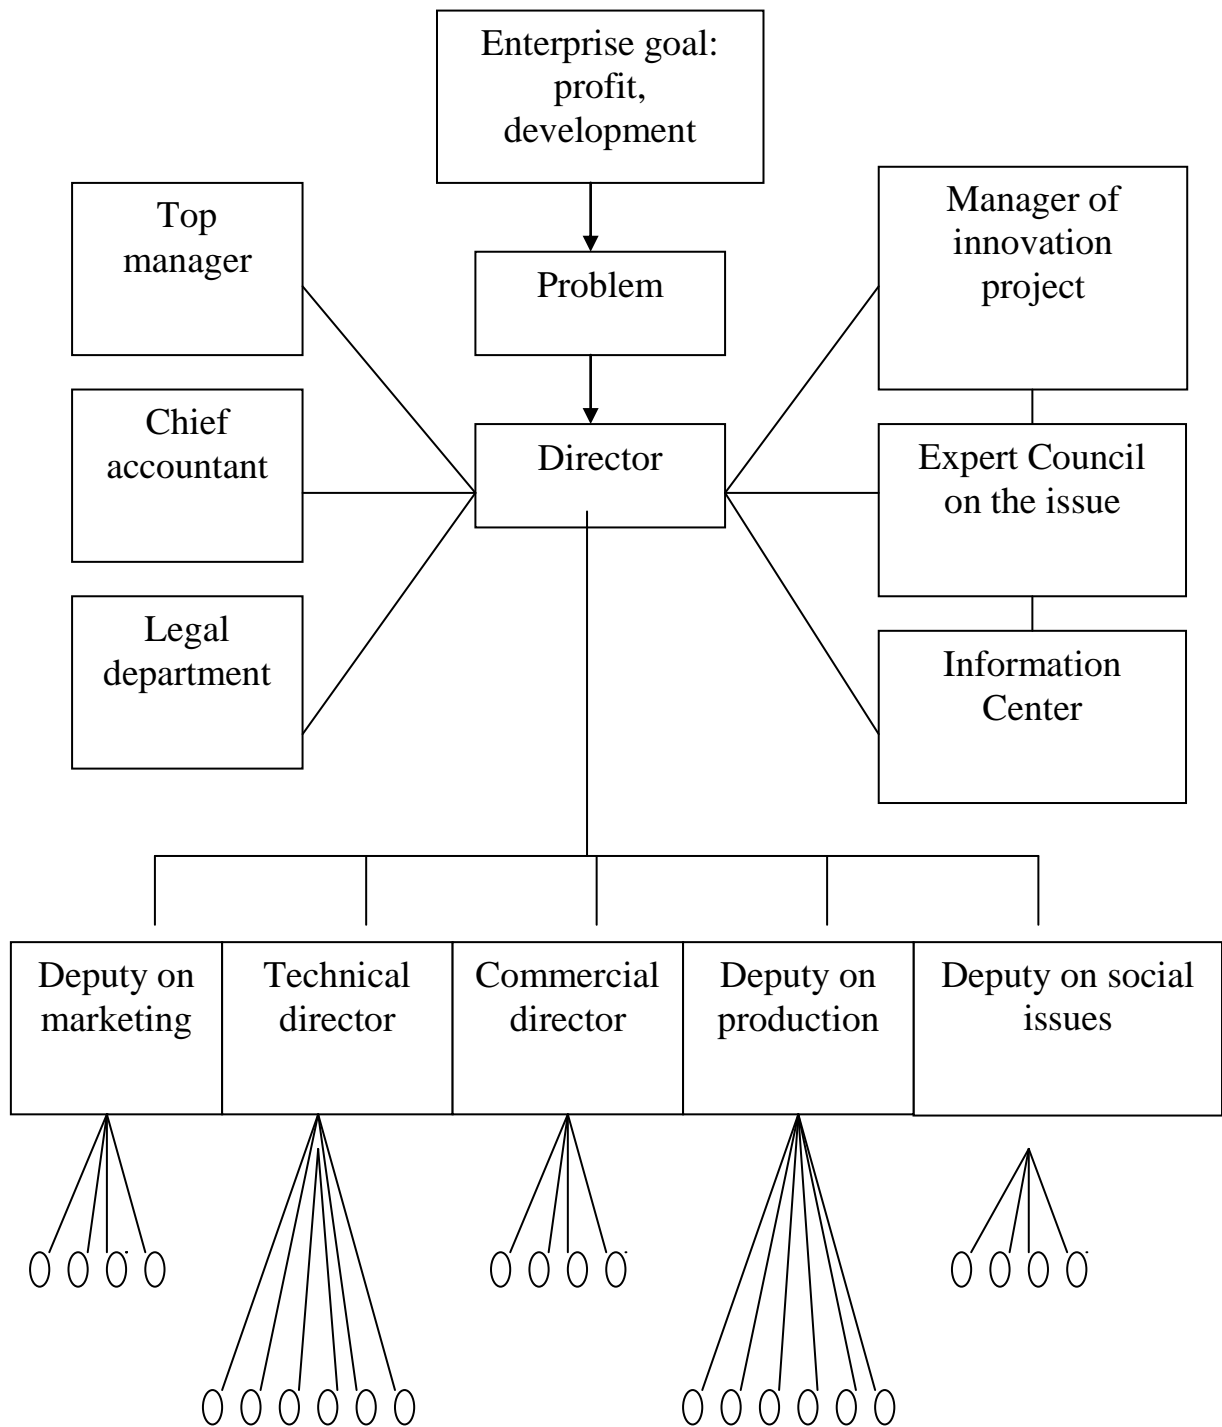 Enterprise goal:
profit,
development
Top
manager
Problem
Manager of
innovation
project
Chief
accountant
Director
Expert Council
on the issue
Legal
department
Information
Center
Deputy on
marketing
Technical
director
Commercial
director
Deputy on
production
Deputy on social
issues